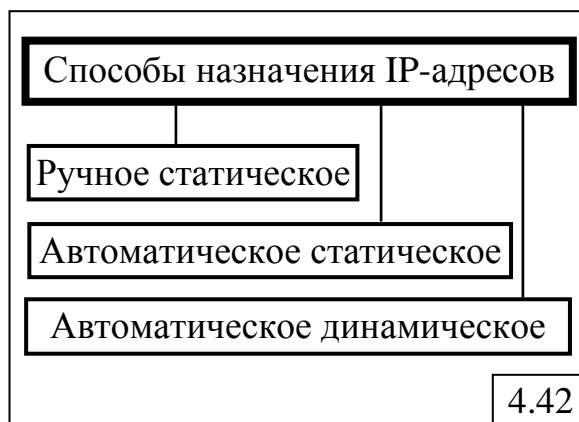 Способы назначения IP-адресов
Ручное статическое
Автоматическое статическое
Автоматическое динамическое
4.42